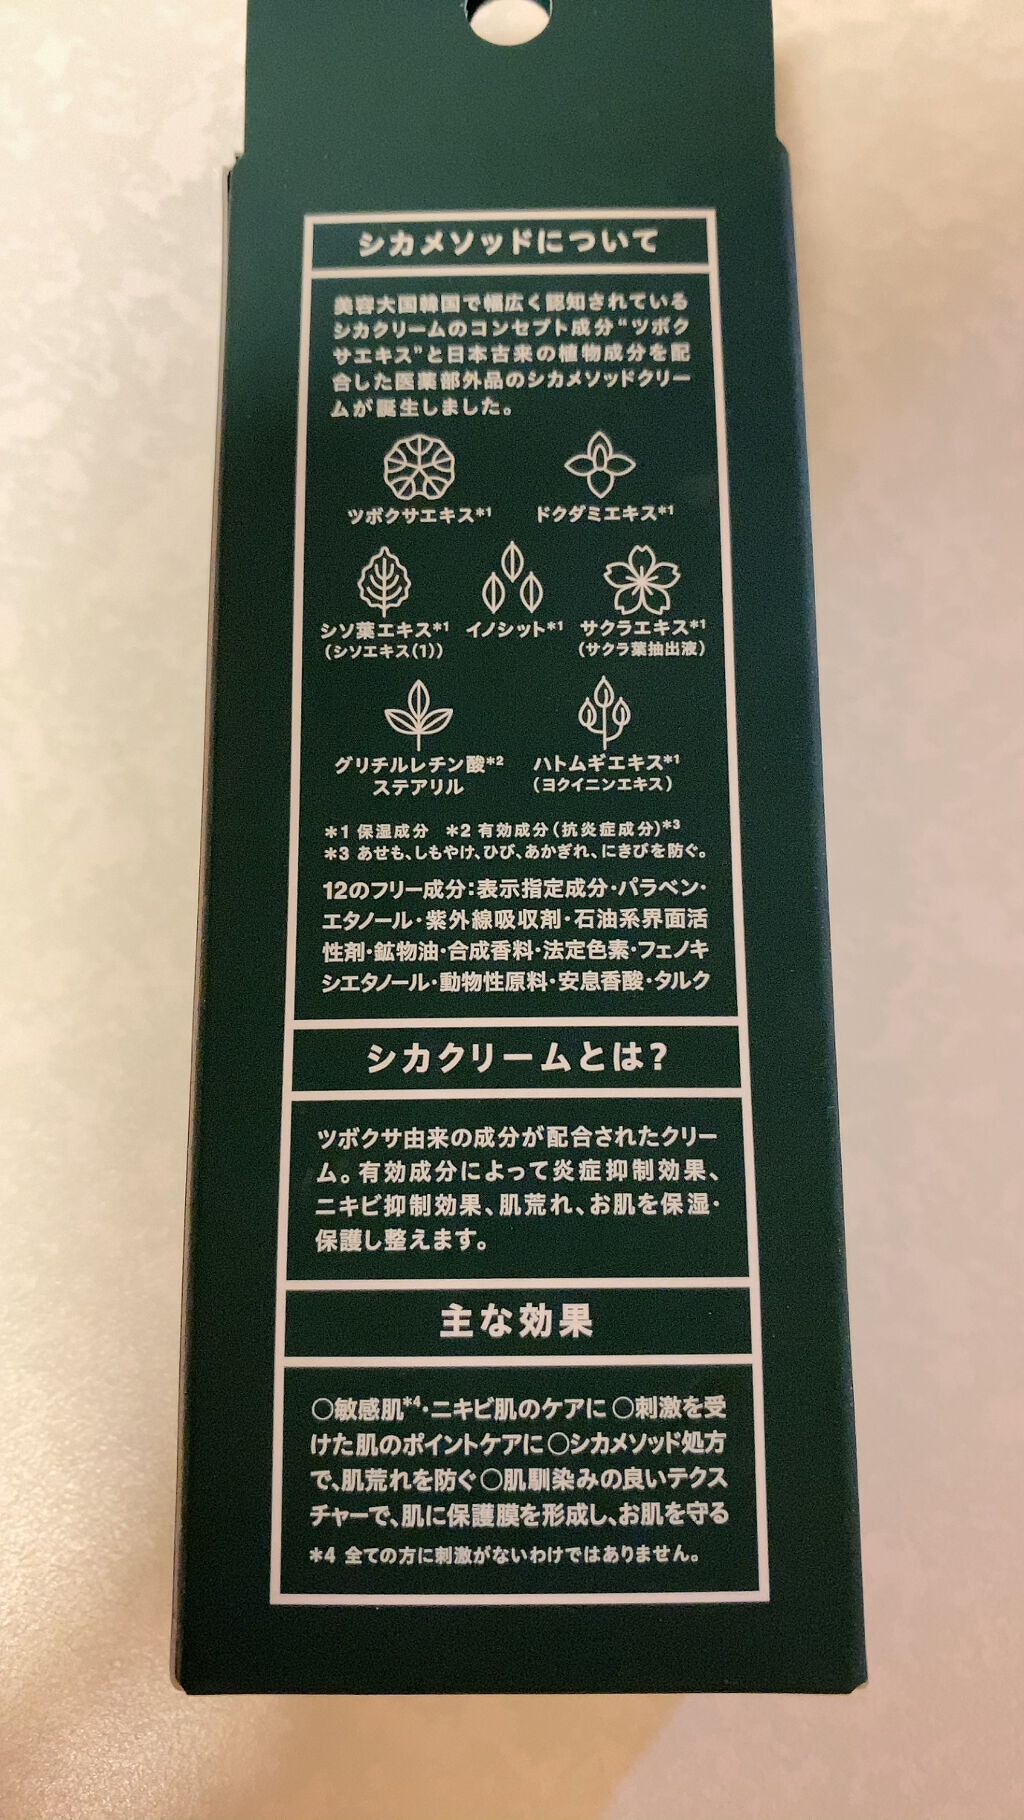 シカメソッドについて
美容大国韓国で幅広く認知されている
シカクリームのコンセプト成分“ツボク
サエキス”と日本古来の植物成分を配
合した医薬部外品のシカメソッドクリー
ムが誕生しました。
ツボクサエキス*1 ドクダミエキス*1
シソ葉エキス*1 イノシット*1 サクラエキス*1
(シソエキス(1)) (サクラ葉抽出液)
グリチルレチン酸*2 ハトムギエキス*1
ステアリル (ヨクイニンエキス)
*1 保湿成分 *2 有効成分(抗炎症成分)*3
*3 あせも、しもやけ、ひび、あかぎれ、にきびを防ぐ。
12のフリー成分:表示指定成分・パラベン・
エタノール・紫外線吸収剤・石油系界面活
性剤・鉱物油・合成香料・法定色素・フェノキ
シエタノール・動物性原料・安息香酸・タルク
シカクリームとは?
ツボクサ由来の成分が配合されたクリー
ム。有効成分によって炎症抑制効果、
ニキビ抑制効果、肌荒れ、お肌を保湿・
保護し整えます。
主な効果
○敏感肌*4・ニキビ肌のケアに ○刺激を受
けた肌のポイントケアに ○シカメソッド処方
で、肌荒れを防ぐ ○肌馴染みの良いテクス
チャーで、肌に保護膜を形成し、お肌を守る
*4 全ての方に刺激がないわけではありません。